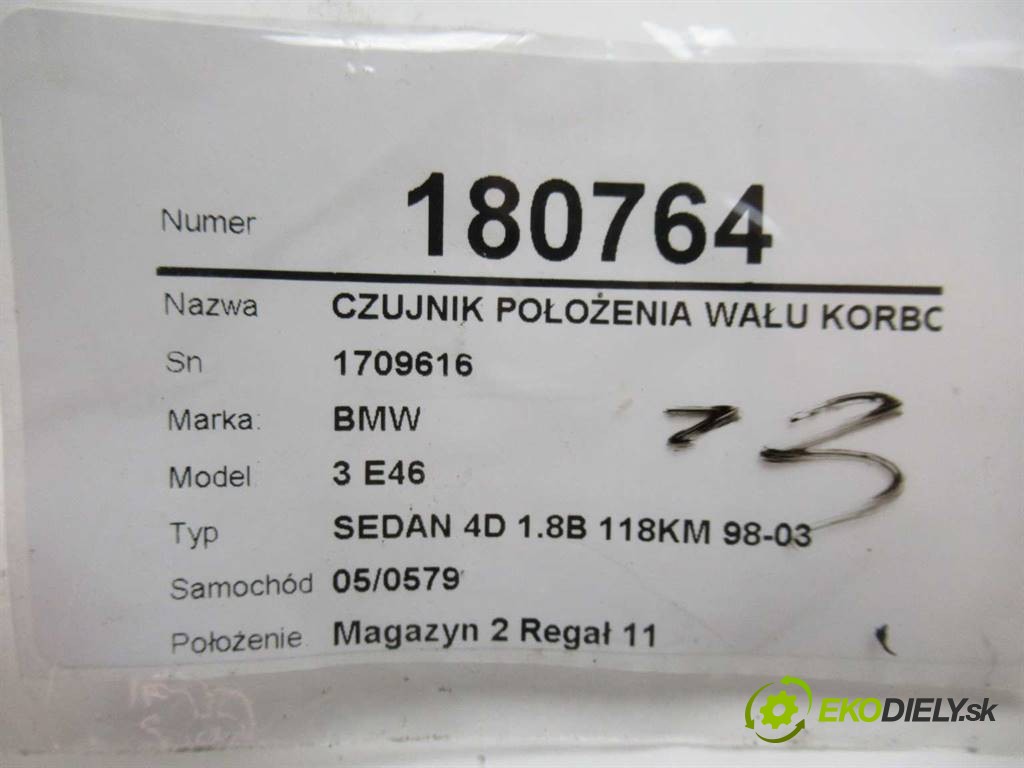 Numer 180764
Nazwa CZUJNIK POŁOŻENIA WAŁU KORBC
Sn 1709616
Marka: BMW
Model 3 E46
Typ SEDAN 4D 1.8B 118KM 98-03
Samochód 05/0579
Położenie Magazyn 2 Regał 11
EKODIELY.sk